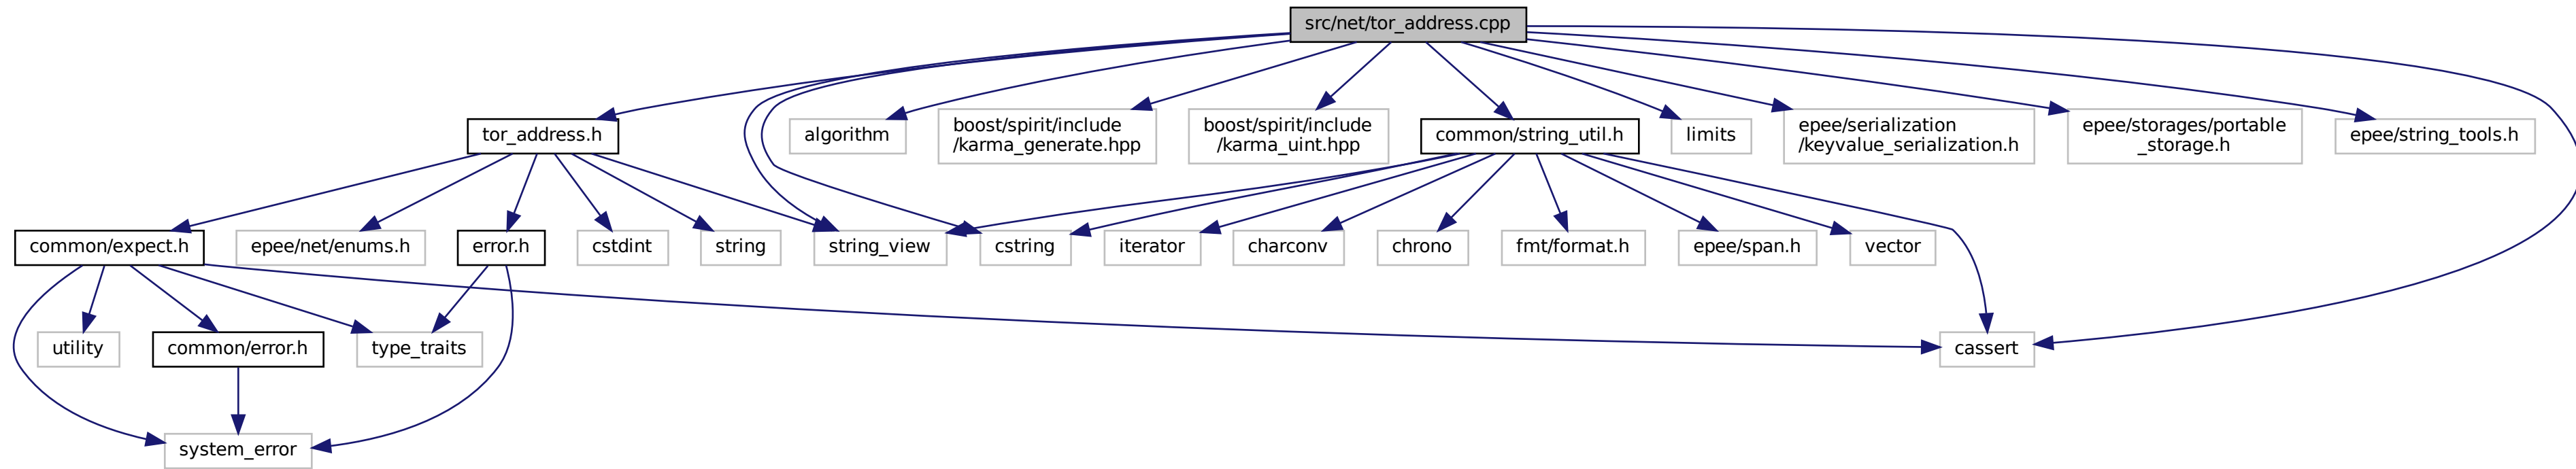 src/net/tor_address.cpp
tor_address.h
algorithm
boost/spirit/include
/karma_generate.hpp
boost/spirit/include
/karma_uint.hpp
common/string_util.h
limits
epee/serialization
/keyvalue_serialization.h
epee/storages/portable
_storage.h
epee/string_tools.h
common/expect.h
epee/net/enums.h
error.h
cstdint
string
string_view
cstring
iterator
charconv
chrono
fmt/format.h
epee/span.h
vector
utility
common/error.h
type_traits
cassert
system_error